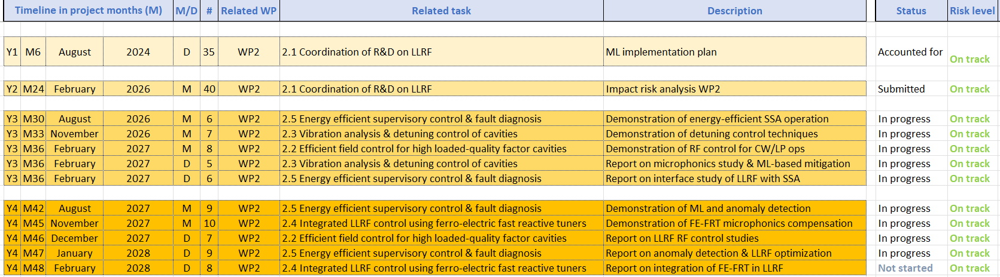 Timeline in project months (M) M/D # Related WP Related task Description Status Risk level
Y1 M6 August 2024 D 35 WP2 2.1 Coordination of R&D on LLRF ML implementation plan Accounted for On track
Y2 M24 February 2026 M 40 WP2 2.1 Coordination of R&D on LLRF Impact risk analysis WP2 Submitted On track
Y3 M30 August 2026 M 6 WP2 2.5 Energy efficient supervisory control & fault diagnosis Demonstration of energy-efficient SSA operation In progress On track
Y3 M33 November 2026 M 7 WP2 2.3 Vibration analysis & detuning control of cavities Demonstration of detuning control techniques In progress On track
Y3 M36 February 2027 M 8 WP2 2.2 Efficient field control for high loaded-quality factor cavities Demonstration of RF control for CW/LP ops In progress On track
Y3 M36 February 2027 D 5 WP2 2.3 Vibration analysis & detuning control of cavities Report on microphonics study & ML-based mitigation In progress On track
Y3 M36 February 2027 D 6 WP2 2.5 Energy efficient supervisory control & fault diagnosis Report on interface study of LLRF with SSA In progress On track
Y4 M42 August 2027 M 9 WP2 2.5 Energy efficient supervisory control & fault diagnosis Demonstration of ML and anomaly detection In progress On track
Y4 M45 November 2027 M 10 WP2 2.4 Integrated LLRF control using ferro-electric fast reactive tuners Demonstration of FE-FRT microphonics compensation In progress On track
Y4 M46 December 2027 D 7 WP2 2.2 Efficient field control for high loaded-quality factor cavities Report on LLRF RF control studies In progress On track
Y4 M47 January 2028 D 9 WP2 2.5 Energy efficient supervisory control & fault diagnosis Report on anomaly detection & LLRF optimization In progress On track
Y4 M48 February 2028 D 8 WP2 2.4 Integrated LLRF control using ferro-electric fast reactive tuners Report on integration of FE-FRT in LLRF Not started On track